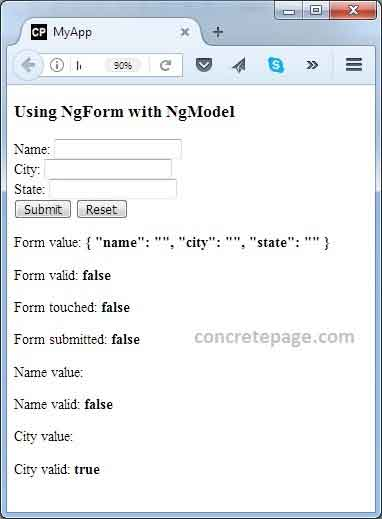 CP MyApp
90%
Using NgForm with NgModel
Name:
City:
State:
Submit Reset
Form value: { "name": "", "city": "", "state": "" }
Form valid: false
Form touched: false
Form submitted: false
concretepage.com
Name value:
Name valid: false
City value:
City valid: true